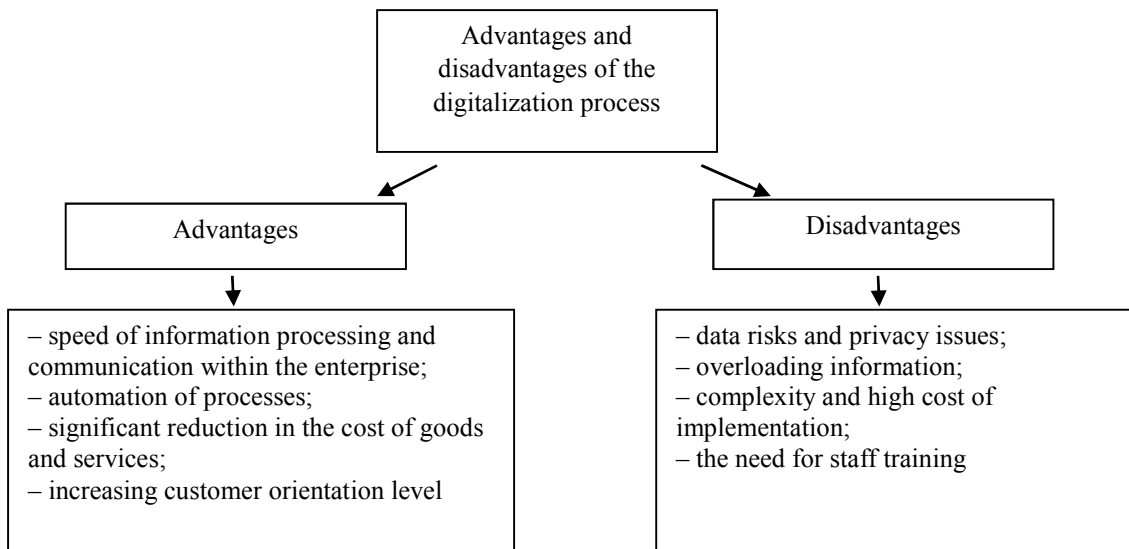 Advantages and
disadvantages of the
digitalization process
Advantages
Disadvantages
– speed of information processing and
communication within the enterprise;
– automation of processes;
– significant reduction in the cost of goods
and services;
– increasing customer orientation level
– data risks and privacy issues;
– overloading information;
– complexity and high cost of
implementation;
– the need for staff training